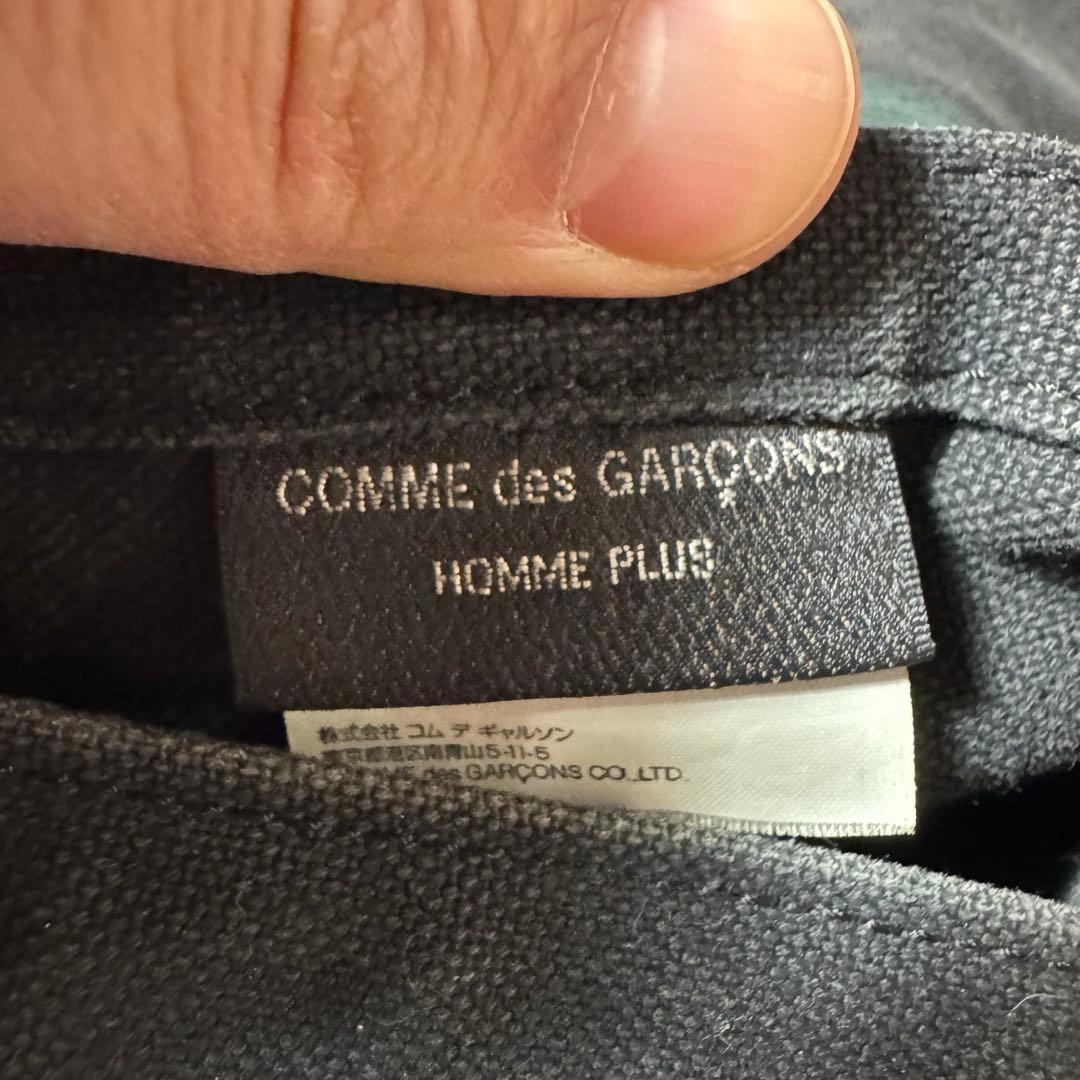 COMME des GARÇONS
HOMME PLUS
株式会社 コム デ ギャルソン
東京都港区南青山5-11-5
des GARÇONS CO.,LTD.